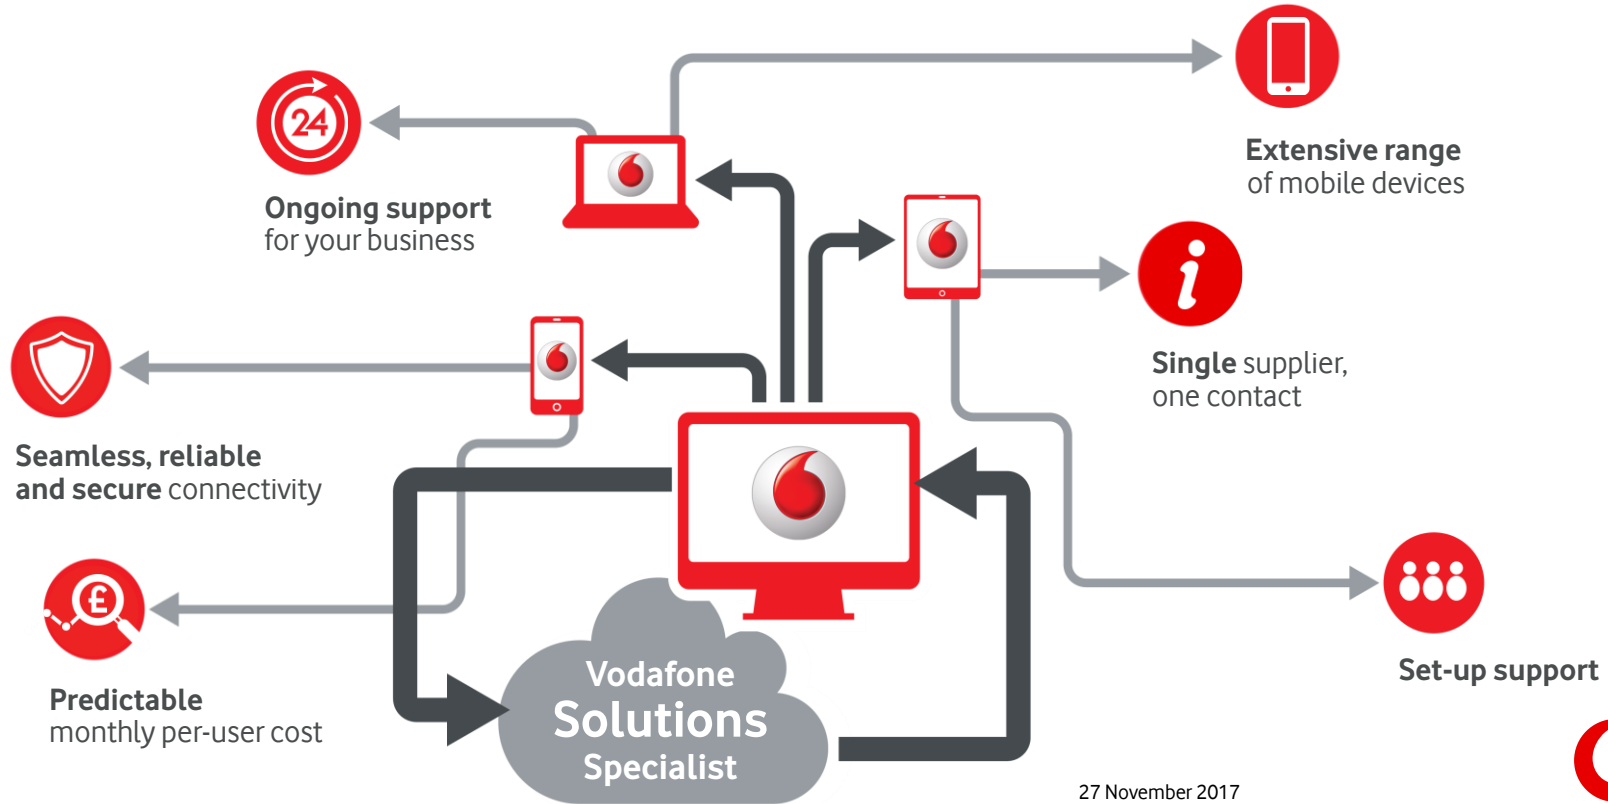 Extensive range
of mobile devices
24
Ongoing support
for your business
i
Single supplier,
one contact
Seamless, reliable
and secure connectivity
£
Predictable
monthly per-user cost
Set-up support
Vodafone
Solutions
Specialist
27 November 2017